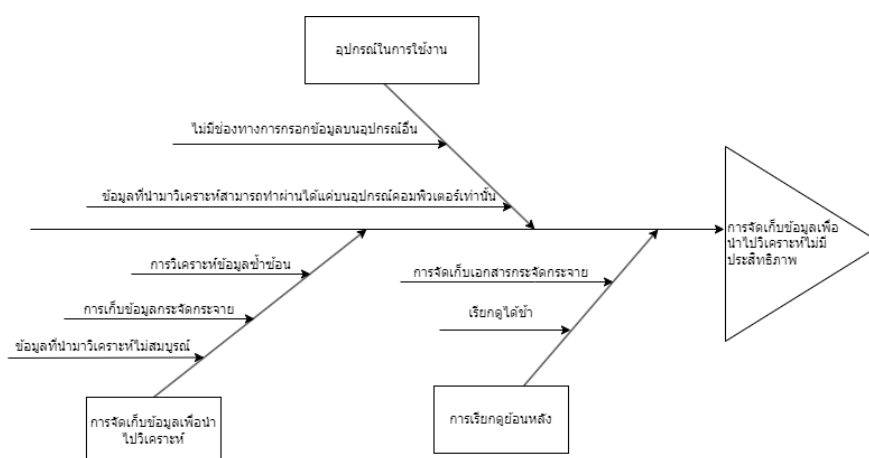 อุปกรณ์ในการใช้งาน
ไม่มีช่องทางการกรอกข้อมูลบนอุปกรณ์อื่น
ข้อมูลที่นำมาวิเคราะห์สามารถทำผ่านได้แค่บนอุปกรณ์คอมพิวเตอร์เท่านั้น
การจัดเก็บข้อมูลเพื่อ
นำไปวิเคราะห์ไม่มี
ประสิทธิภาพ
การวิเคราะห์ข้อมูลซ้ำซ้อน
การเก็บข้อมูลกระจัดกระจาย
ข้อมูลที่นำมาวิเคราะห์ไม่สมบูรณ์
การจัดเก็บข้อมูลเพื่อนำ
ไปวิเคราะห์
การจัดเก็บเอกสารกระจัดกระจาย
เรียกดูได้ช้า
การเรียกดูย้อนหลัง